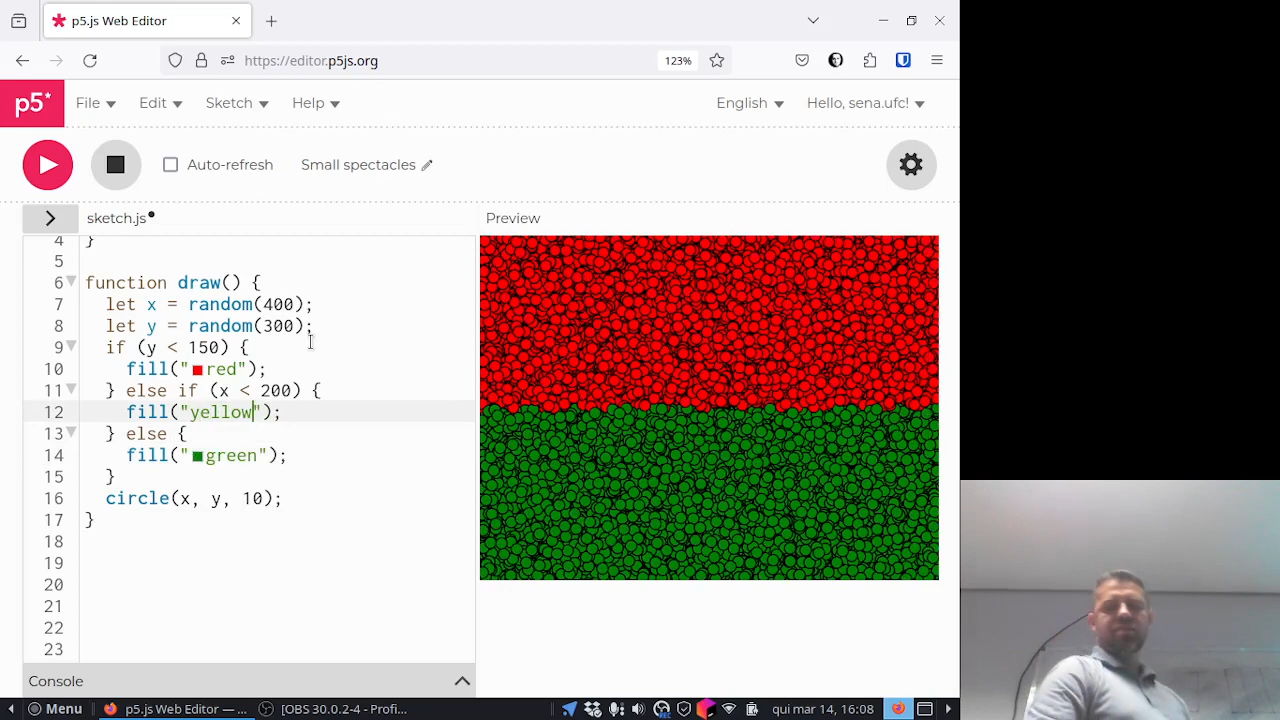 p5.js Web Editor
https://editor.p5js.org
123%
p5*
File
Edit
Sketch
Help
English
Hello, sena.ufc!
Auto-refresh
Small spectacles
sketch.js
Preview
4 }
5
6 function draw() {
7 let x = random(400);
8 let y = random(300);
9 if (y < 150) {
10 fill("red");
11 } else if (x < 200) {
12 fill("yellow");
13 } else {
14 fill("green");
15 }
16 circle(x, y, 10);
17 }
18
19
20
21
22
23
Console
Menu
p5.js Web Editor — ...
[OBS 30.0.2-4 - Profi...
REC
qui mar 14, 16:08